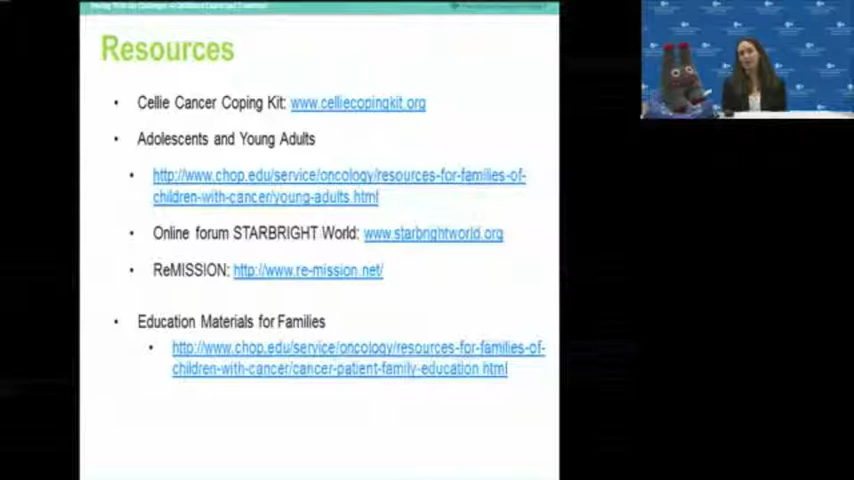 Resources
• Cellie Cancer Coping Kit: www.celliecopingkit.org
• Adolescents and Young Adults
• http://www.chop.edu/service/oncology/resources-for-families-of-
children-with-cancer/young-adults.html
• Online forum STARBRIGHT World: www.starbrightworld.org
• ReMISSION: http://www.re-mission.net/
• Education Materials for Families
• http://www.chop.edu/service/oncology/resources-for-families-of-
children-with-cancer/cancer-patient-family-education.html